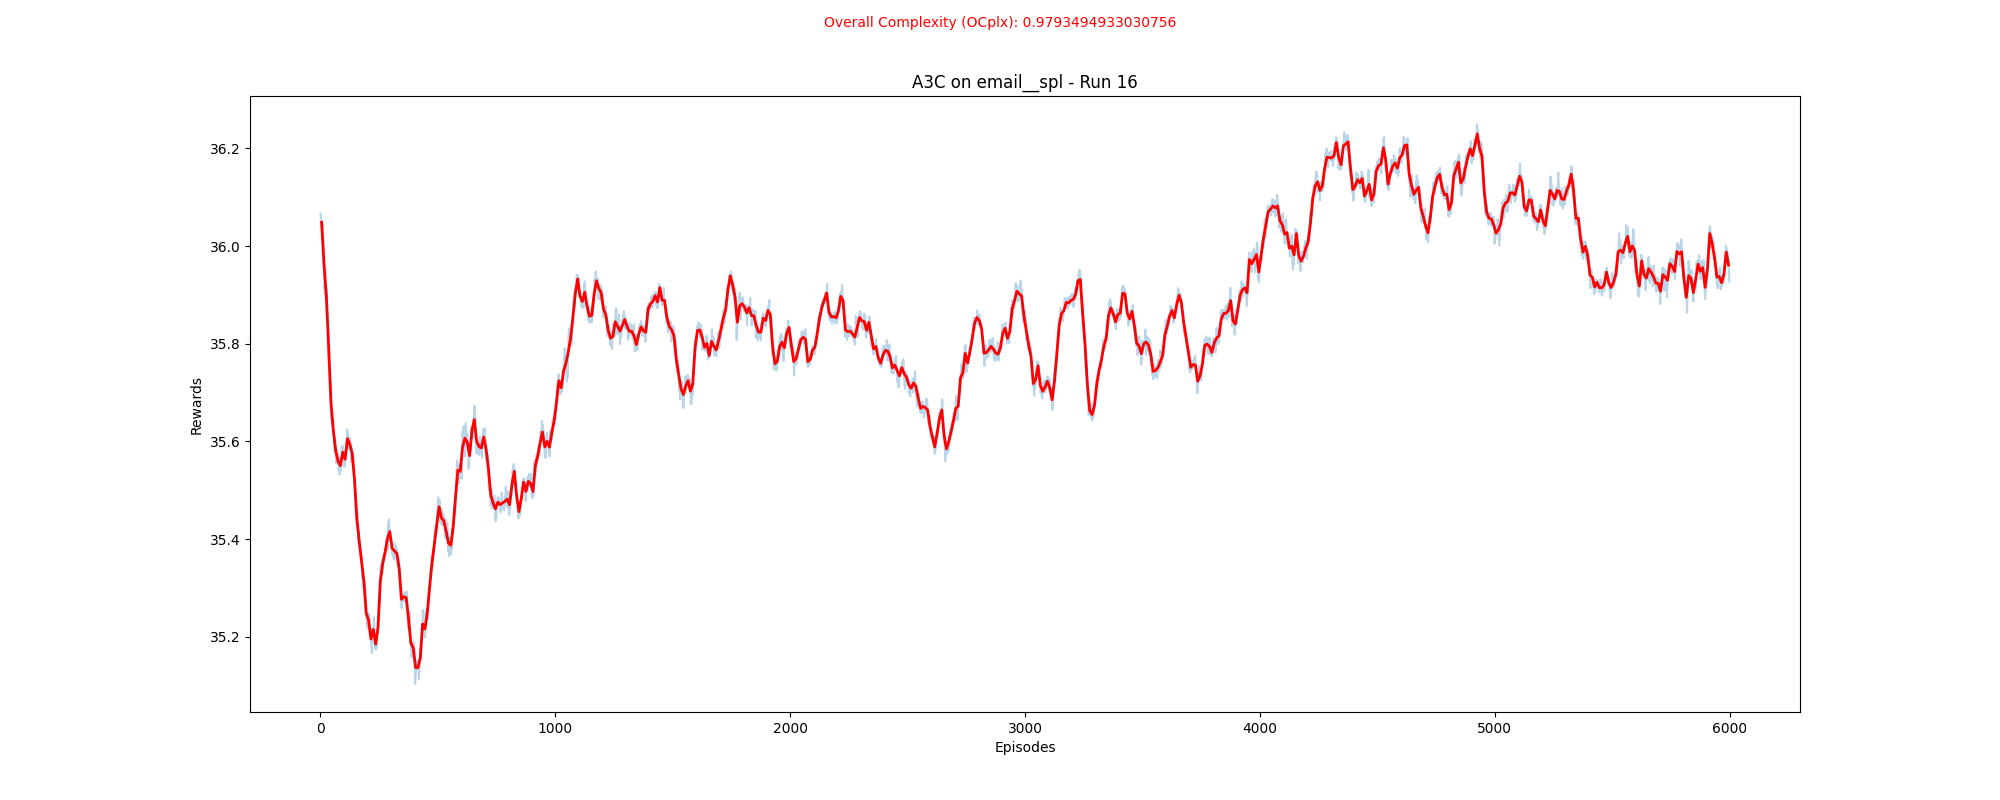 Overall Complexity (OCplx): 0.9793494933030756
A3C on email__spl - Run 16
Rewards
36.2
36.0
35.8
35.6
35.4
35.2
0 1000 2000 3000 4000 5000 6000
Episodes